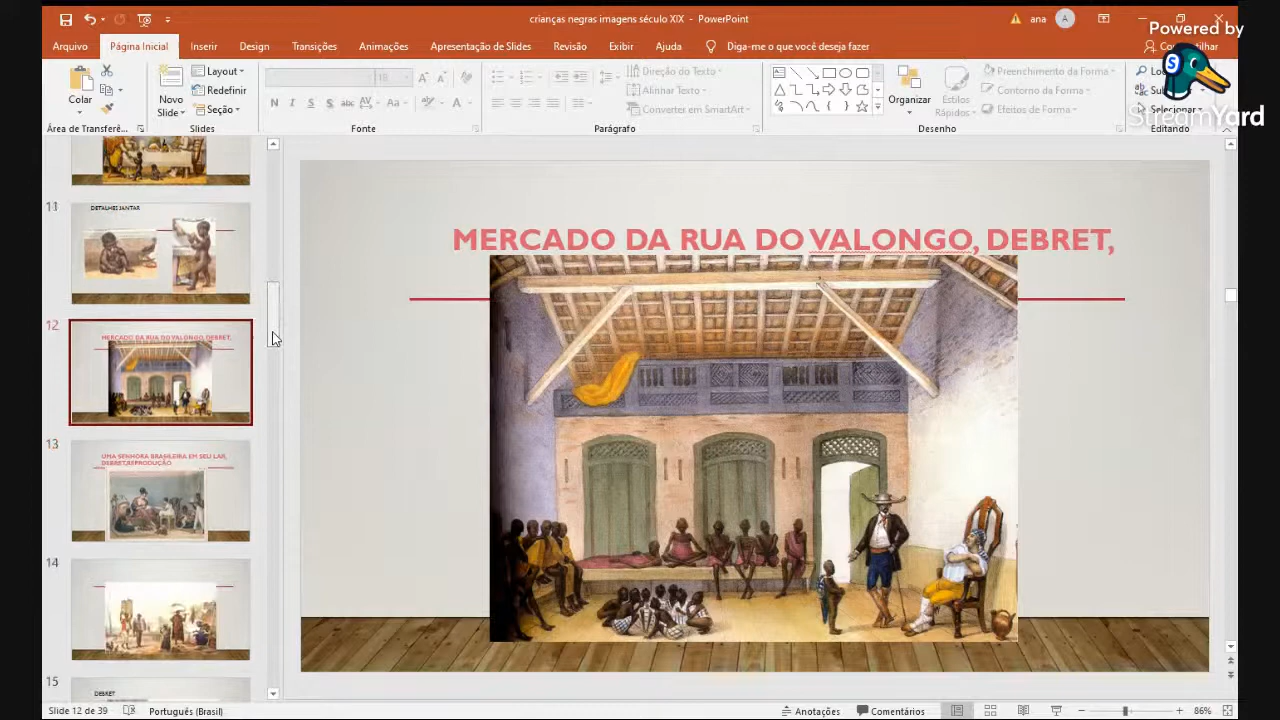 crianças negras imagens século XIX - PowerPoint
ana
A
Powered by
StreamYard
Arquivo
Página Inicial
Inserir
Design
Transições
Animações
Apresentação de Slides
Revisão
Exibir
Ajuda
Diga-me o que você deseja fazer
Colar
Novo
Slide
Layout
Redefinir
Seção
18
N I S S abc AV Aa A
Direção do Texto
Alinhar Texto
Converter em SmartArt
Organizar
Estilos
Rápidos
Preenchimento da Forma
Contorno da Forma
Efeitos de Forma
Selecionar
Área de Transferê...
Slides
Fonte
Parágrafo
Desenho
Editando
11
DETALHES JANTAR
12
MERCADO DA RUA DO VALONGO, DEBRET,
13
UMA SENHORA BRASILEIRA EM SEU LAR,
DEBRET,REPRODUÇÃO
14
15
DEBRET
MERCADO DA RUA DO VALONGO, DEBRET,
Slide 12 de 39
Português (Brasil)
Anotações
Comentários
86%